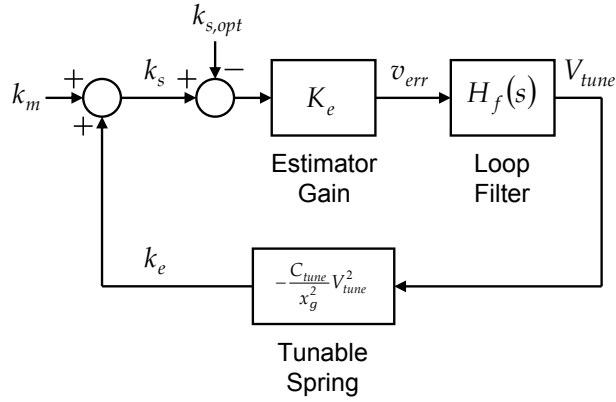 k_{s,opt}
+ k_s + − v_{err} V_{tune}
k_m + K_e H_f(s)
Estimator Gain
Loop Filter
k_e
-\frac{C_{tune}}{x_g^2} V_{tune}^2
Tunable
Spring